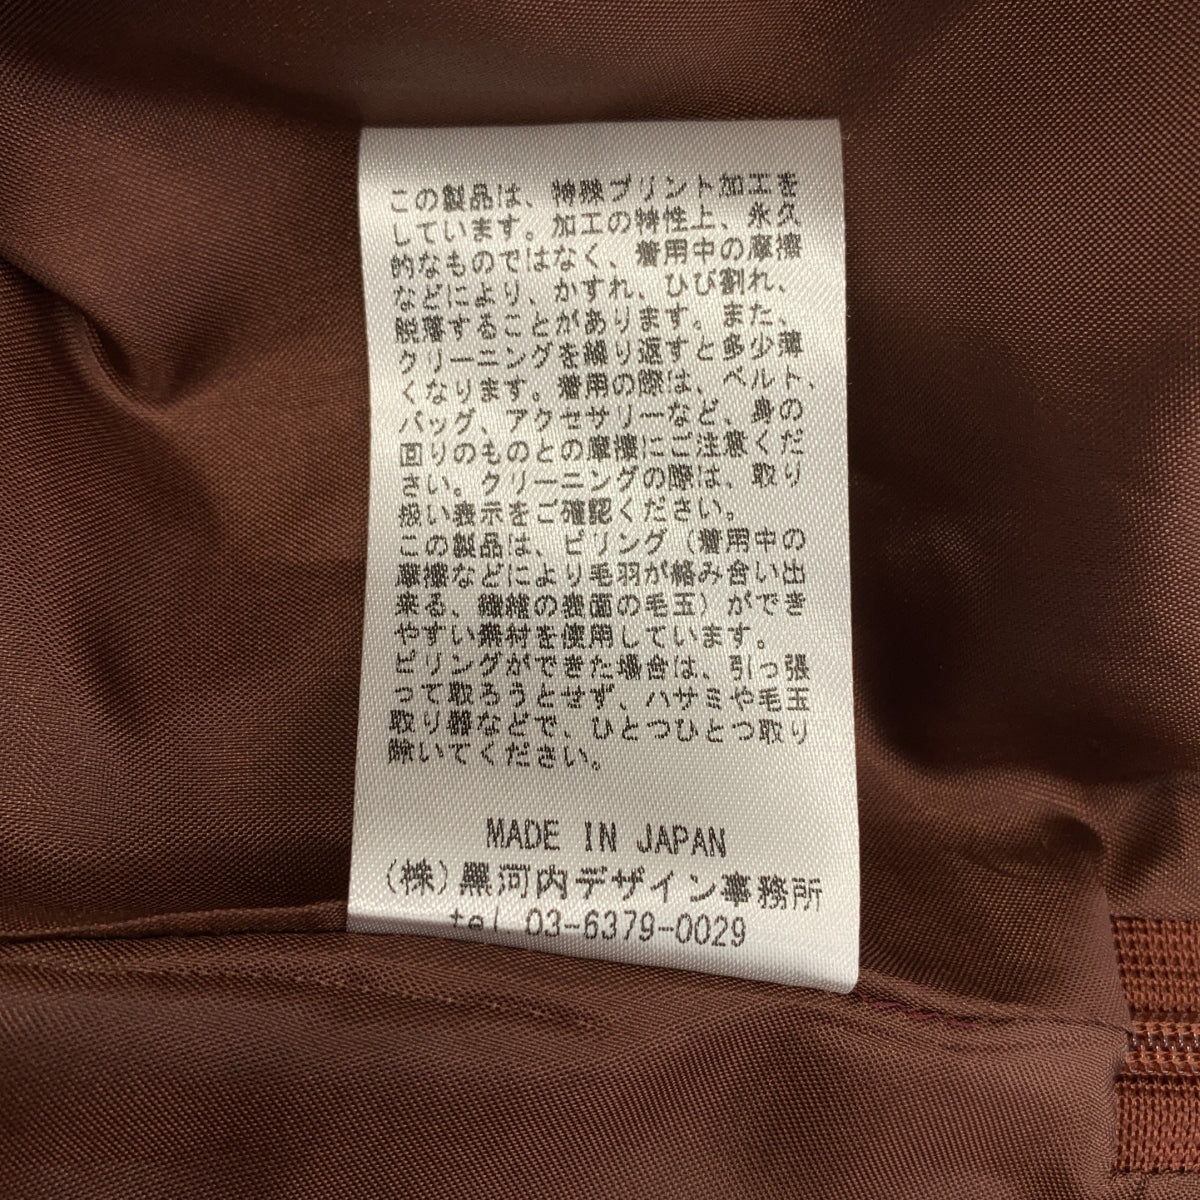 この製品は、特殊プリント加工を
しています。加工の特性上、永久
的なものではなく、着用中の摩擦
などにより、かすれ、ひび割れ、
脱落することがあります。また、
クリーニングを繰り返すと多少薄
くなります。着用の際は、ベルト、
バッグ、アクセサリーなど、身の
回りのものとの摩擦にご注意くだ
さい。クリーニングの際は、取り
扱い表示をご確認ください。
この製品は、ピリング（着用中の
摩擦などにより毛羽が絡み合い出
来る、繊維の表面の毛玉）ができ
やすい素材を使用しています。
ピリングができた場合は、引っ張
って取ろうとせず、ハサミや毛玉
取り器などで、ひとつひとつ取り
除いてください。
MADE IN JAPAN
(株)黒河内デザイン事務所
tel 03-6379-0029